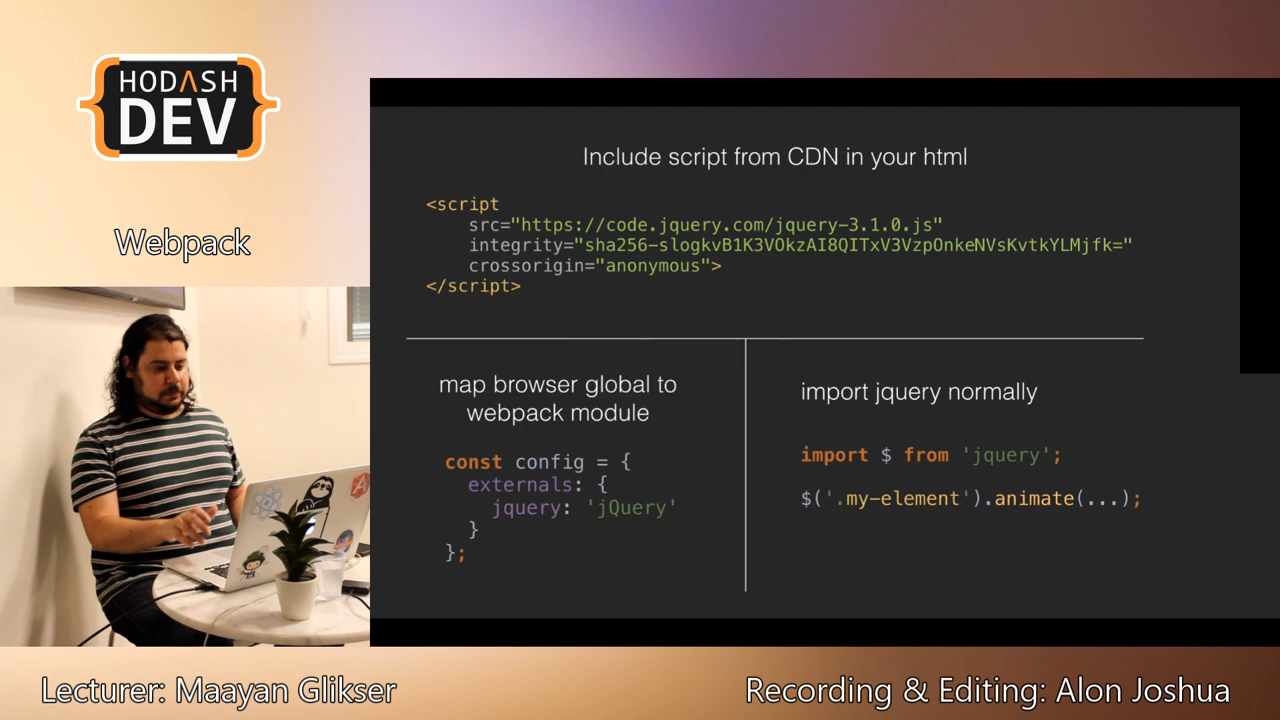 HODASH
DEV
Webpack
Include script from CDN in your html
<script
src="https://code.jquery.com/jquery-3.1.0.js"
integrity="sha256-slogkvB1K3VOkzAI8QITxV3VzpOnkeNVsKvtkYLMjfk="
crossorigin="anonymous">
</script>
map browser global to
webpack module
const config = {
externals: {
jquery: 'jQuery'
}
};
import jquery normally
import $ from 'jquery';
$('.my-element').animate(...);
Lecturer: Maayan Glikser
Recording & Editing: Alon Joshua